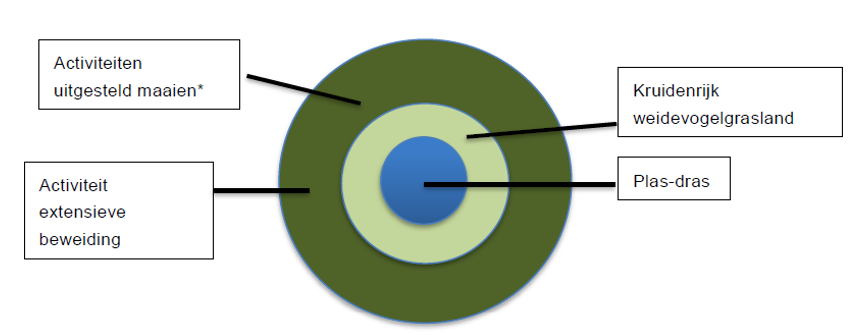 Activiteiten
uitgesteld maaien*
Activiteit
extensieve
beweiding
Kruidenrijk
weidevogelgrasland
Plas-dras